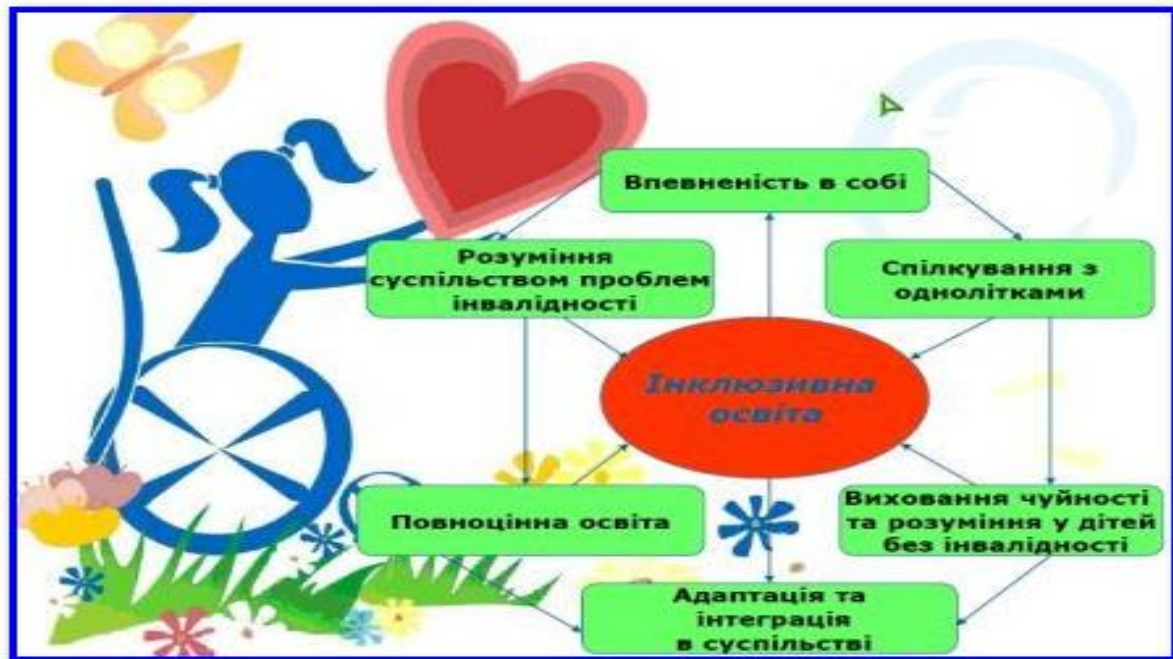 Впевненість в собі
Розуміння
суспільством проблем
інвалідності
Спілкування з
однолітками
Інклюзивна
освіта
Повноцінна освіта
Виховання чуйності
та розуміння у дітей
без інвалідності
Адаптація та
інтеграція
в суспільстві